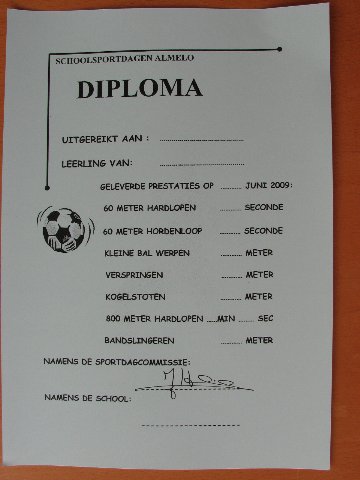 SCHOOLSPORTDAGEN ALMELO
DIPLOMA
UITGEREIKT AAN : ..............................
LEERLING VAN: ..............................
GELEVERDE PRESTATIES OP ........ JUNI 2009:
60 METER HARDLOPEN ........ SECONDE
60 METER HORDENLOOP ........ SECONDE
KLEINE BAL WERPEN ........ METER
VERSPRINGEN ........ METER
KOGELSTOTEN ........ METER
800 METER HARDLOPEN .....MIN ........ SEC
BANDSLINGEREN ........ METER
NAMENS DE SPORTDAGCOMMISSIE:
NAMENS DE SCHOOL: